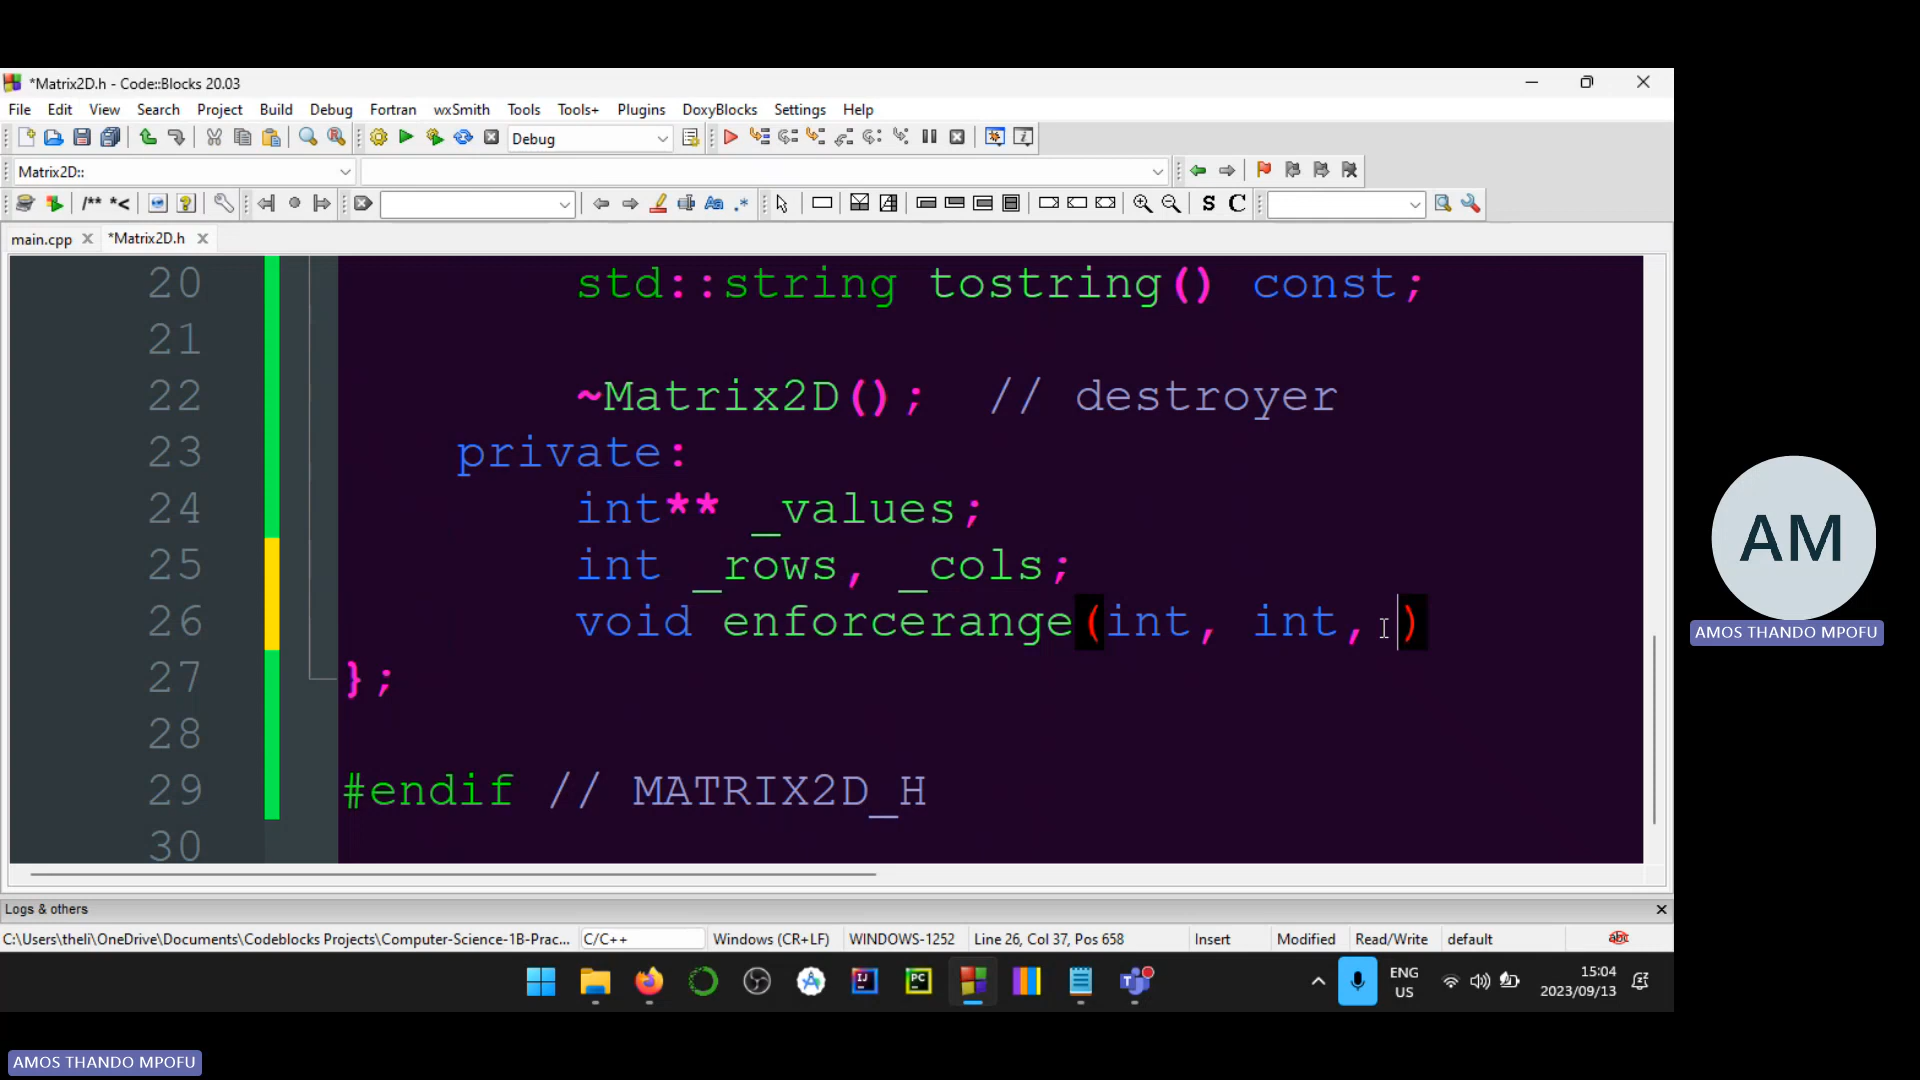 *Matrix2D.h - Code::Blocks 20.03
File Edit View Search Project Build Debug Fortran wxSmith Tools Tools+ Plugins DoxyBlocks Settings Help
Debug
Matrix2D::
/** *<
Aa .* S C
main.cpp *Matrix2D.h
20 std::string tostring() const;
21
22 ~Matrix2D(); // destroyer
23 private:
24 int** _values;
25 int _rows, _cols;
26 void enforcerange(int, int, )
27 };
28
29 #endif // MATRIX2D_H
30
AM
AMOS THANDO MPOFU
Logs & others
C:\Users\theli\OneDrive\Documents\Codeblocks Projects\Computer-Science-1B-Prac... C/C++ Windows (CR+LF) WINDOWS-1252 Line 26, Col 37, Pos 658 Insert Modified Read/Write default abc
IJ PC T ENG US 15:04 2023/09/13
AMOS THANDO MPOFU